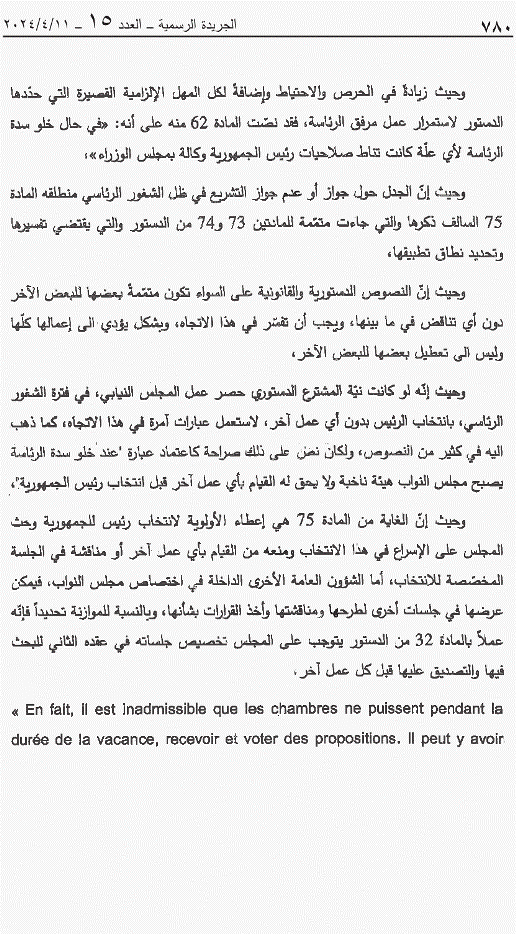 ٧٨٠
الجريدة الرسمية ــ العدد ١٥ ــ ٢٠٢٤/٤/١١
وحيث زيادةً في الحرص والاحتياط وإضافةً لكل المهل الإلزامية القصيرة التي حدّدها
الدستور لاستمرار عمل مرفق الرئاسة، فقد نصّت المادة 62 منه على أنه: «في حال خلو سدة
الرئاسة لأي علّة كانت تناط صلاحيات رئيس الجمهورية وكالة بمجلس الوزراء»،
وحيث إنّ الجدل حول جواز أو عدم جواز التشريع في ظل الشغور الرئاسي منطلقه المادة
75 السالف ذكرها والتي جاءت متمّمة للمادتين 73 و74 من الدستور والتي يقتضي تفسيرها
وتحديد نطاق تطبيقها،
وحيث إنّ النصوص الدستورية والقانونية على السواء تكون متمّمةً بعضها للبعض الآخر
دون أي تناقض في ما بينها، ويجب أن تفسّر في هذا الاتجاه، وبشكل يؤدي الى إعمالها كلّها
وليس الى تعطيل بعضها للبعض الآخر،
وحيث إنّه لو كانت نيّة المشترع الدستوري حصر عمل المجلس النيابي، في فترة الشغور
الرئاسي، بانتخاب الرئيس بدون أي عمل آخر، لاستعمل عبارات آمرة في هذا الاتجاه، كما ذهب
اليه في كثير من النصوص، ولكان نصّ على ذلك صراحة كاعتماد عبارة "عند خلو سدة الرئاسة
يصبح مجلس النواب هيئة ناخبة ولا يحق له القيام بأي عمل آخر قبل انتخاب رئيس الجمهورية"،
وحيث إنّ الغاية من المادة 75 هي إعطاء الأولوية لانتخاب رئيس للجمهورية وحث
المجلس على الإسراع في هذا الانتخاب ومنعه من القيام بأي عمل آخر أو مناقشة في الجلسة
المخصّصة للانتخاب، أما الشؤون العامة الأخرى الداخلة في اختصاص مجلس النواب، فيمكن
عرضها في جلسات أخرى لطرحها ومناقشتها وأخذ القرارات بشأنها، وبالنسبة للموازنة تحديداً فإنّه
عملاً بالمادة 32 من الدستور يتوجب على المجلس تخصيص جلساته في عقده الثاني للبحث
فيها والتصديق عليها قبل كل عمل آخر.
« En fait, il est inadmissible que les chambres ne puissent pendant la
durée de la vacance, recevoir et voter des propositions. Il peut y avoir